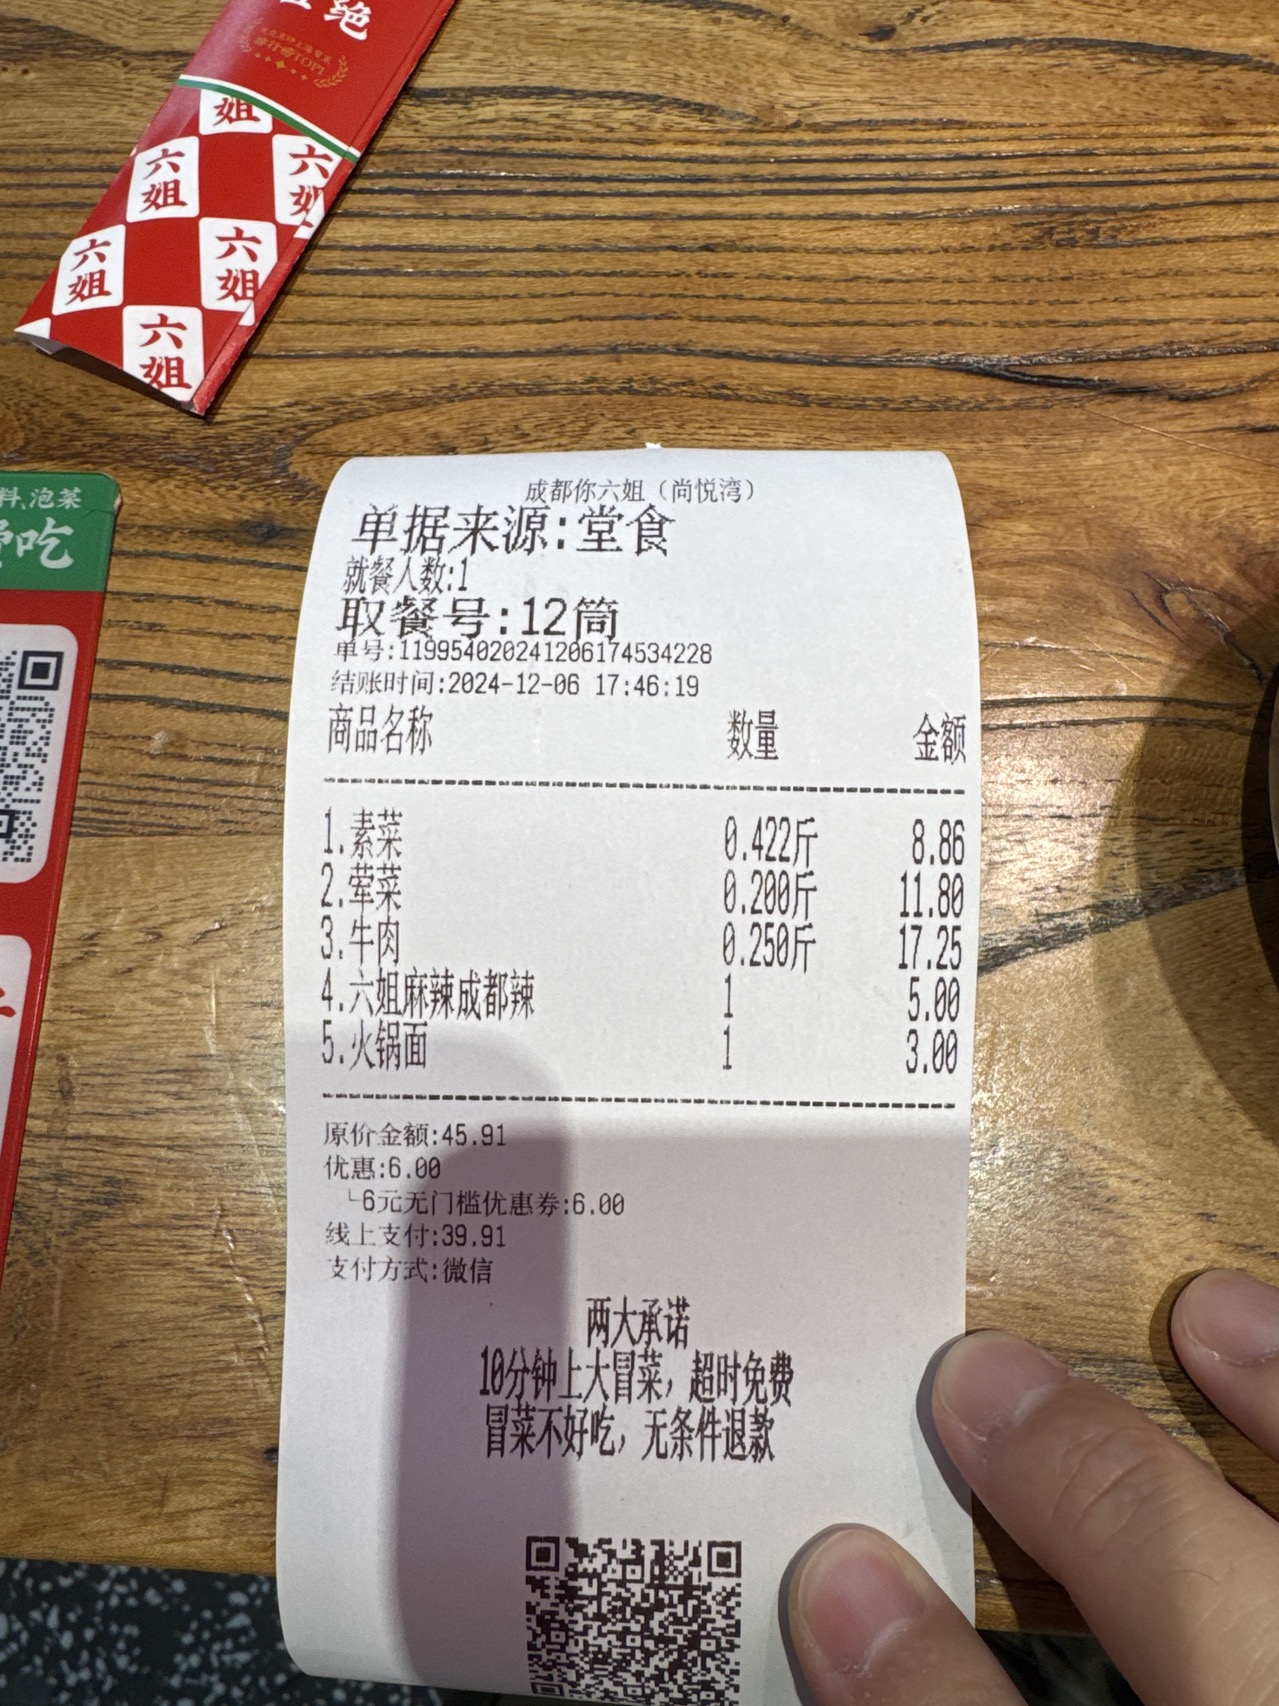 绝
TOP1
姐
六姐
六姐
六姐
六姐
六姐
料、泡菜
吃
成都你六姐（尚悦湾）
单据来源:堂食
就餐人数:1
取餐号:12筒
单号:119954020241206174534228
结账时间:2024-12-06 17:46:19
商品名称 数量 金额
1.素菜 0.422斤 8.86
2.荤菜 0.200斤 11.80
3.牛肉 0.250斤 17.25
4.六姐麻辣成都辣 1 5.00
5.火锅面 1 3.00
原价金额:45.91
优惠:6.00
└6元无门槛优惠券:6.00
线上支付:39.91
支付方式:微信
两大承诺
10分钟上大冒菜，超时免费
冒菜不好吃，无条件退款